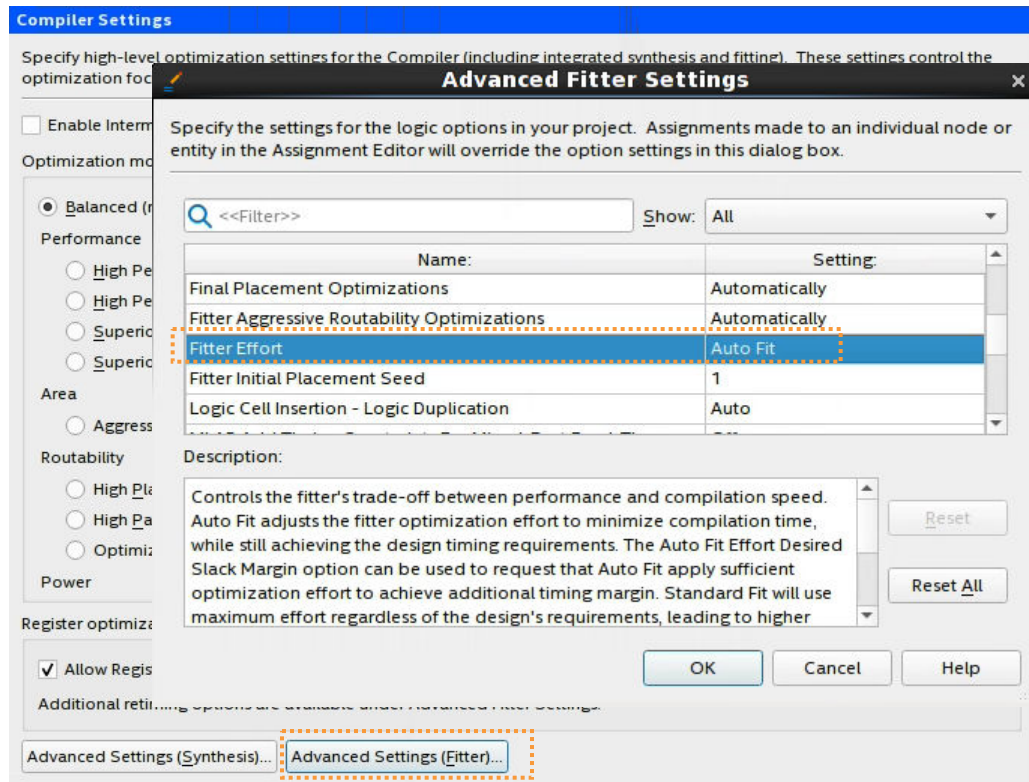 Compiler Settings
Specify high-level optimization settings for the Compiler (including integrated synthesis and fitting). These settings control the
optimization foc
Advanced Fitter Settings
Enable Interm
Specify the settings for the logic options in your project. Assignments made to an individual node or
entity in the Assignment Editor will override the option settings in this dialog box.
Optimization mo
Balanced (r
<<Filter>>
Show: All
Performance
High Pe
High Pe
Superio
Superio
Area
Aggress
Routability
High Pla
High Pa
Optimiz
Power
Name: Setting:
Final Placement Optimizations Automatically
Fitter Aggressive Routability Optimizations Automatically
Fitter Effort Auto Fit
Fitter Initial Placement Seed 1
Logic Cell Insertion - Logic Duplication Auto
Description:
Controls the fitter's trade-off between performance and compilation speed.
Auto Fit adjusts the fitter optimization effort to minimize compilation time,
while still achieving the design timing requirements. The Auto Fit Effort Desired
Slack Margin option can be used to request that Auto Fit apply sufficient
optimization effort to achieve additional timing margin. Standard Fit will use
maximum effort regardless of the design's requirements, leading to higher
Reset
Reset All
Register optimiza
OK Cancel Help
Allow Regis
Additional retiming options are available under Advanced Fitter Settings.
Advanced Settings (Synthesis)... Advanced Settings (Fitter)...